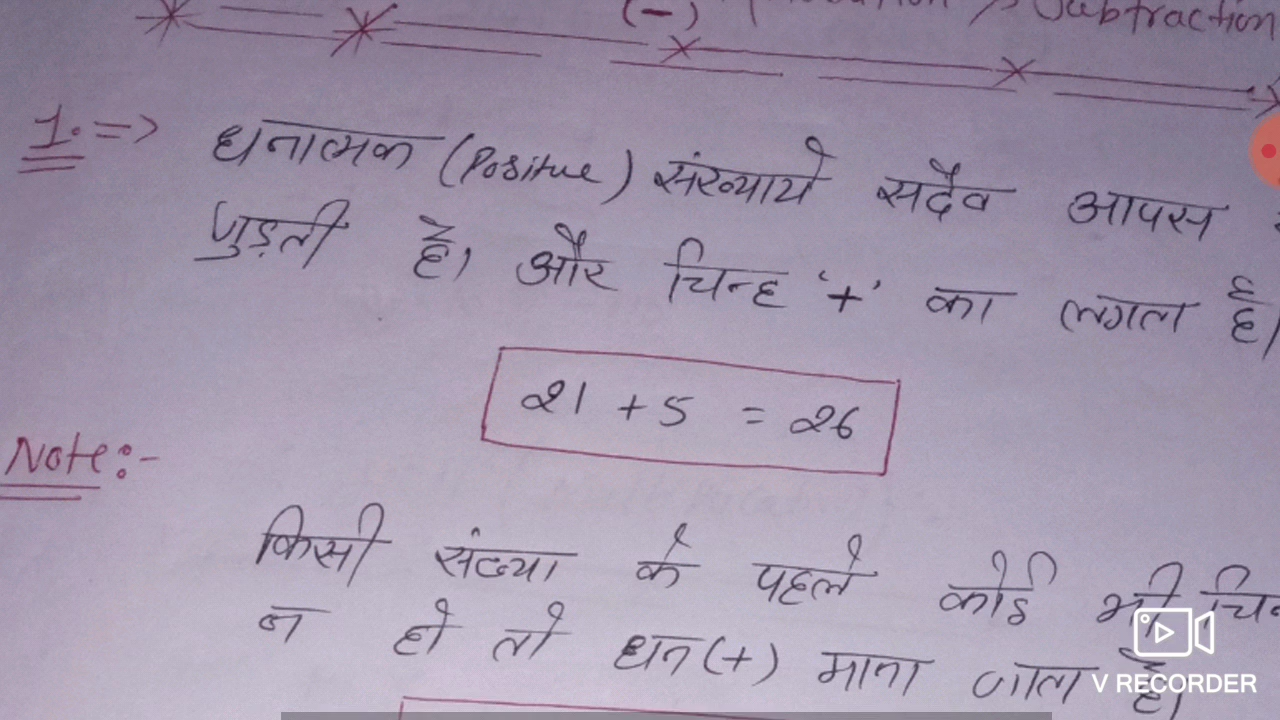 (-) Subtraction
1. => धनात्मक (Positive) संख्याये सदैव आपस
जुड़ती है। और चिन्ह '+' का लगता है।
21 + 5 = 26
Note:-
किसी संख्या के पहले कोई भी
न हो तो धन (+) माना जाता है।
V RECORDER